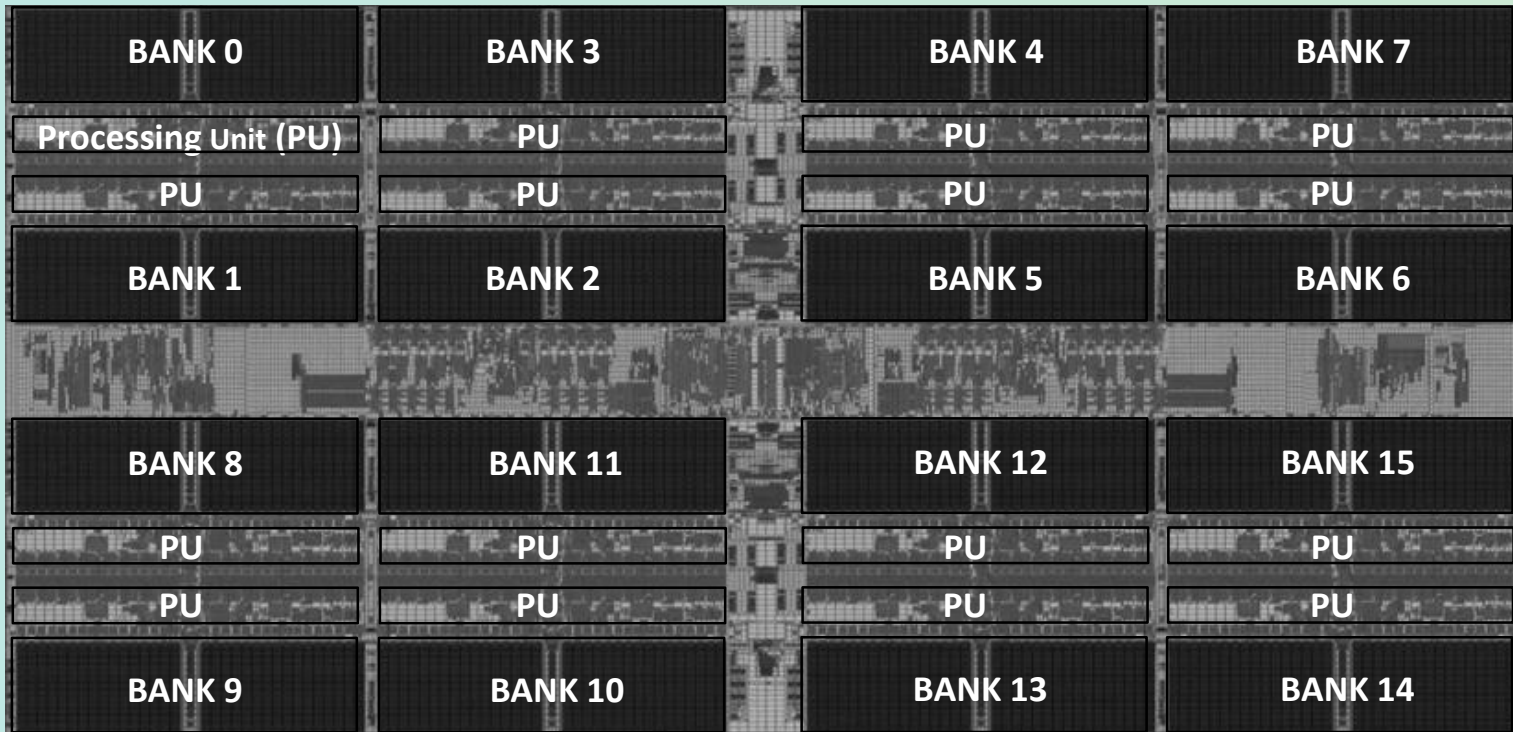 BANK 0 BANK 3 BANK 4 BANK 7
Processing Unit (PU) PU PU PU
PU PU PU PU
BANK 1 BANK 2 BANK 5 BANK 6
BANK 8 BANK 11 BANK 12 BANK 15
PU PU PU PU
PU PU PU PU
BANK 9 BANK 10 BANK 13 BANK 14